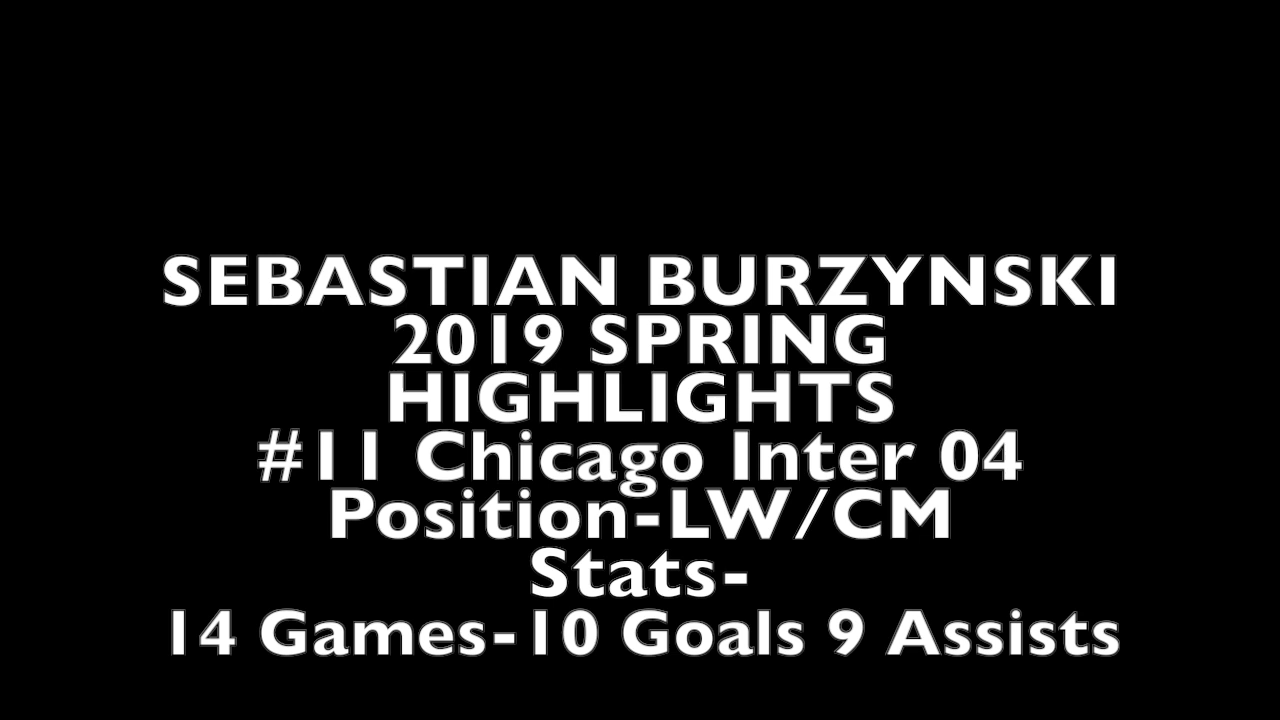 SEBASTIAN BURZYNSKI
2019 SPRING
HIGHLIGHTS
#11 Chicago Inter 04
Position-LW/CM
Stats-
14 Games-10 Goals 9 Assists